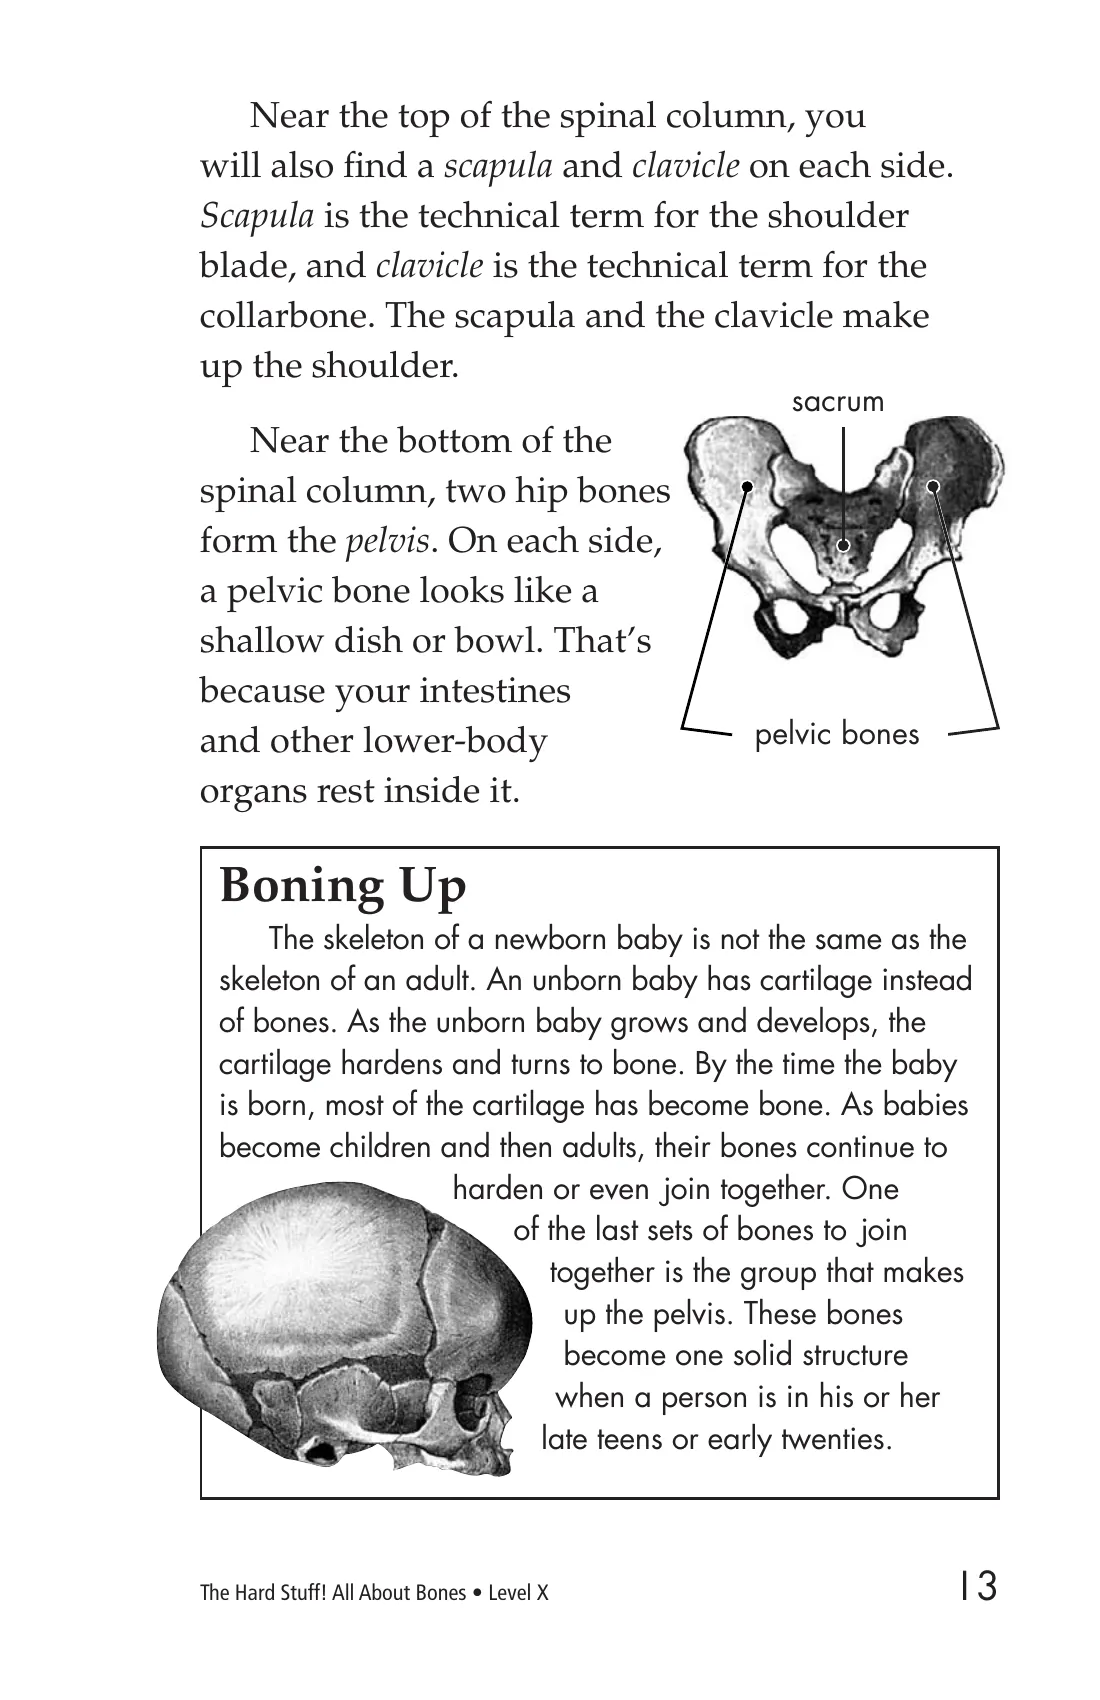 Near the top of the spinal column, you
will also find a scapula and clavicle on each side.
Scapula is the technical term for the shoulder
blade, and clavicle is the technical term for the
collarbone. The scapula and the clavicle make
up the shoulder.
Near the bottom of the
spinal column, two hip bones
form the pelvis. On each side,
a pelvic bone looks like a
shallow dish or bowl. That’s
because your intestines
and other lower-body
organs rest inside it.
sacrum
pelvic bones
Boning Up
The skeleton of a newborn baby is not the same as the
skeleton of an adult. An unborn baby has cartilage instead
of bones. As the unborn baby grows and develops, the
cartilage hardens and turns to bone. By the time the baby
is born, most of the cartilage has become bone. As babies
become children and then adults, their bones continue to
harden or even join together. One
of the last sets of bones to join
together is the group that makes
up the pelvis. These bones
become one solid structure
when a person is in his or her
late teens or early twenties.
The Hard Stuff! All About Bones • Level X
13